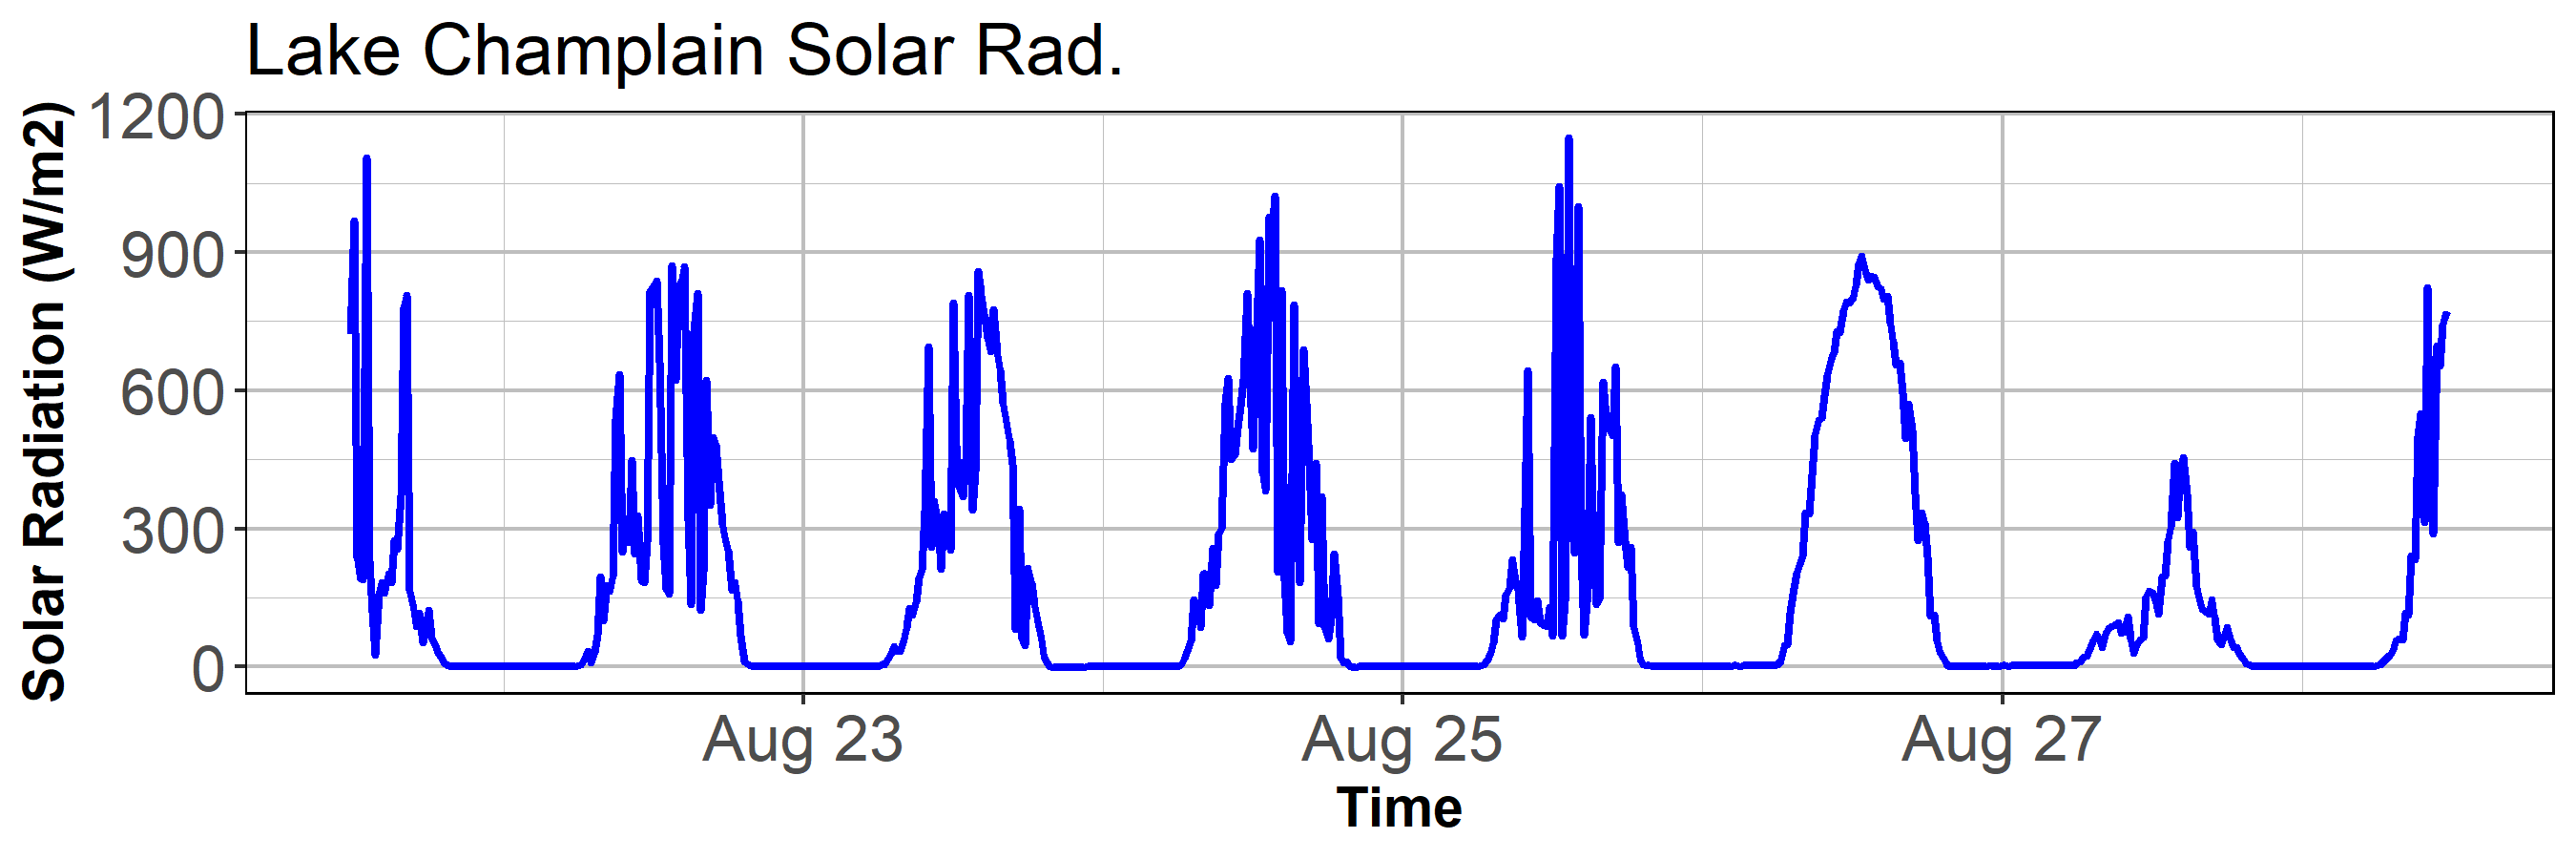 Lake Champlain Solar Rad.
Solar Radiation (W/m2)
1200
900
600
300
0
Aug 23 Aug 25 Aug 27
Time